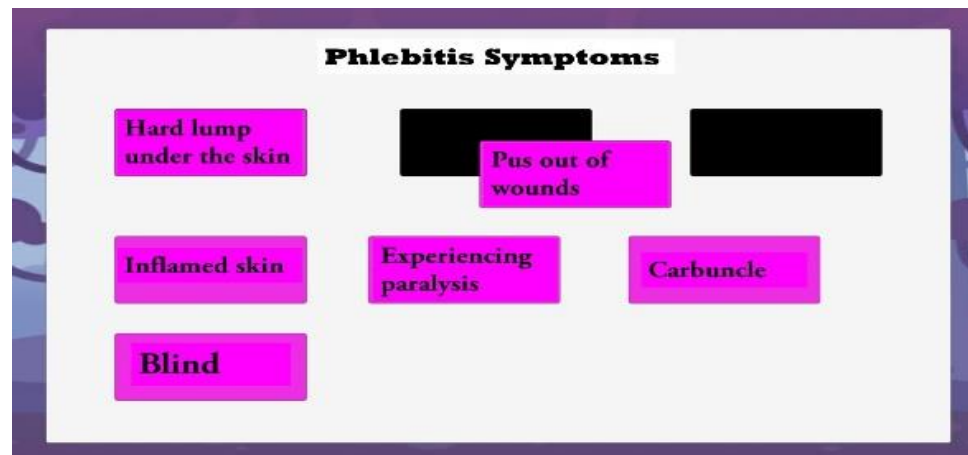 Phlebitis Symptoms
Hard lump
under the skin
Pus out of
wounds
Inflamed skin
Experiencing
paralysis
Carbuncle
Blind